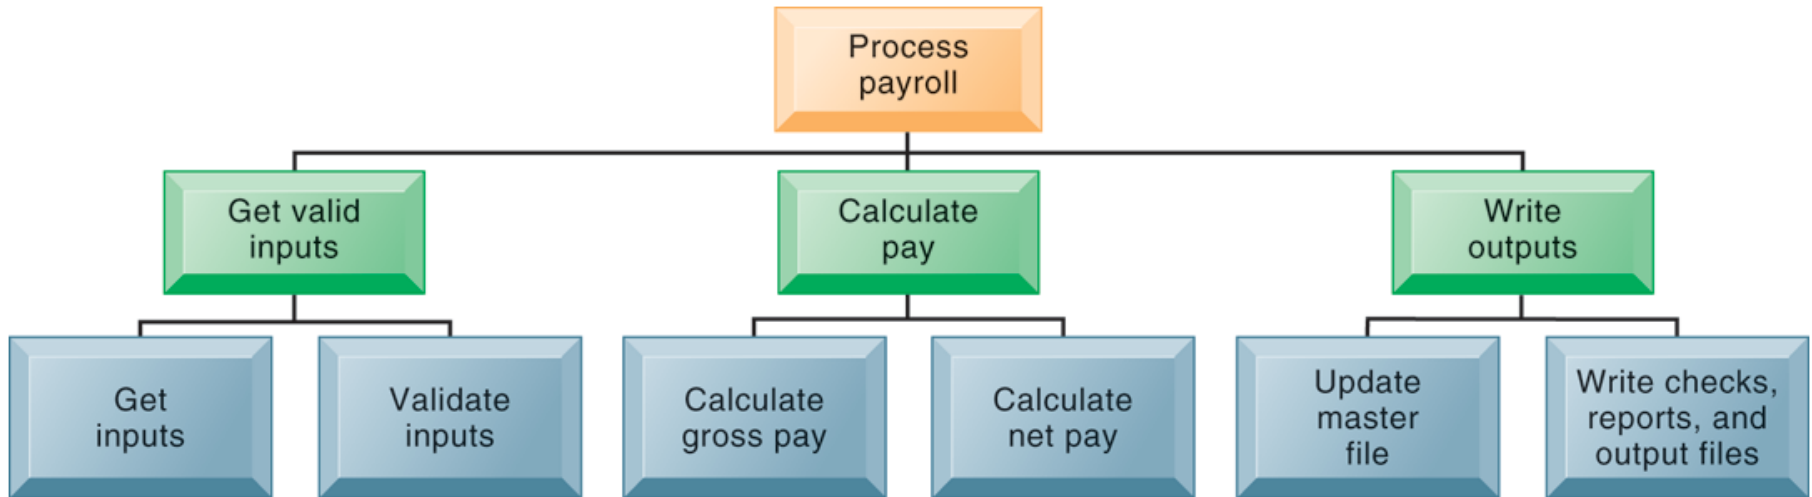 Process
payroll
Get valid
inputs
Calculate
pay
Write
outputs
Get
inputs
Validate
inputs
Calculate
gross pay
Calculate
net pay
Update
master
file
Write checks,
reports, and
output files